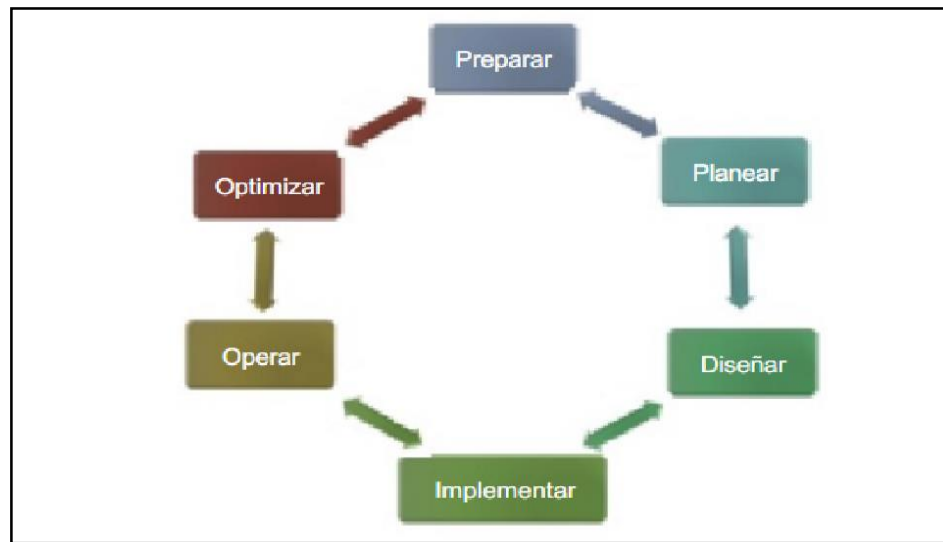 Preparar
Planear
Diseñar
Implementar
Operar
Optimizar